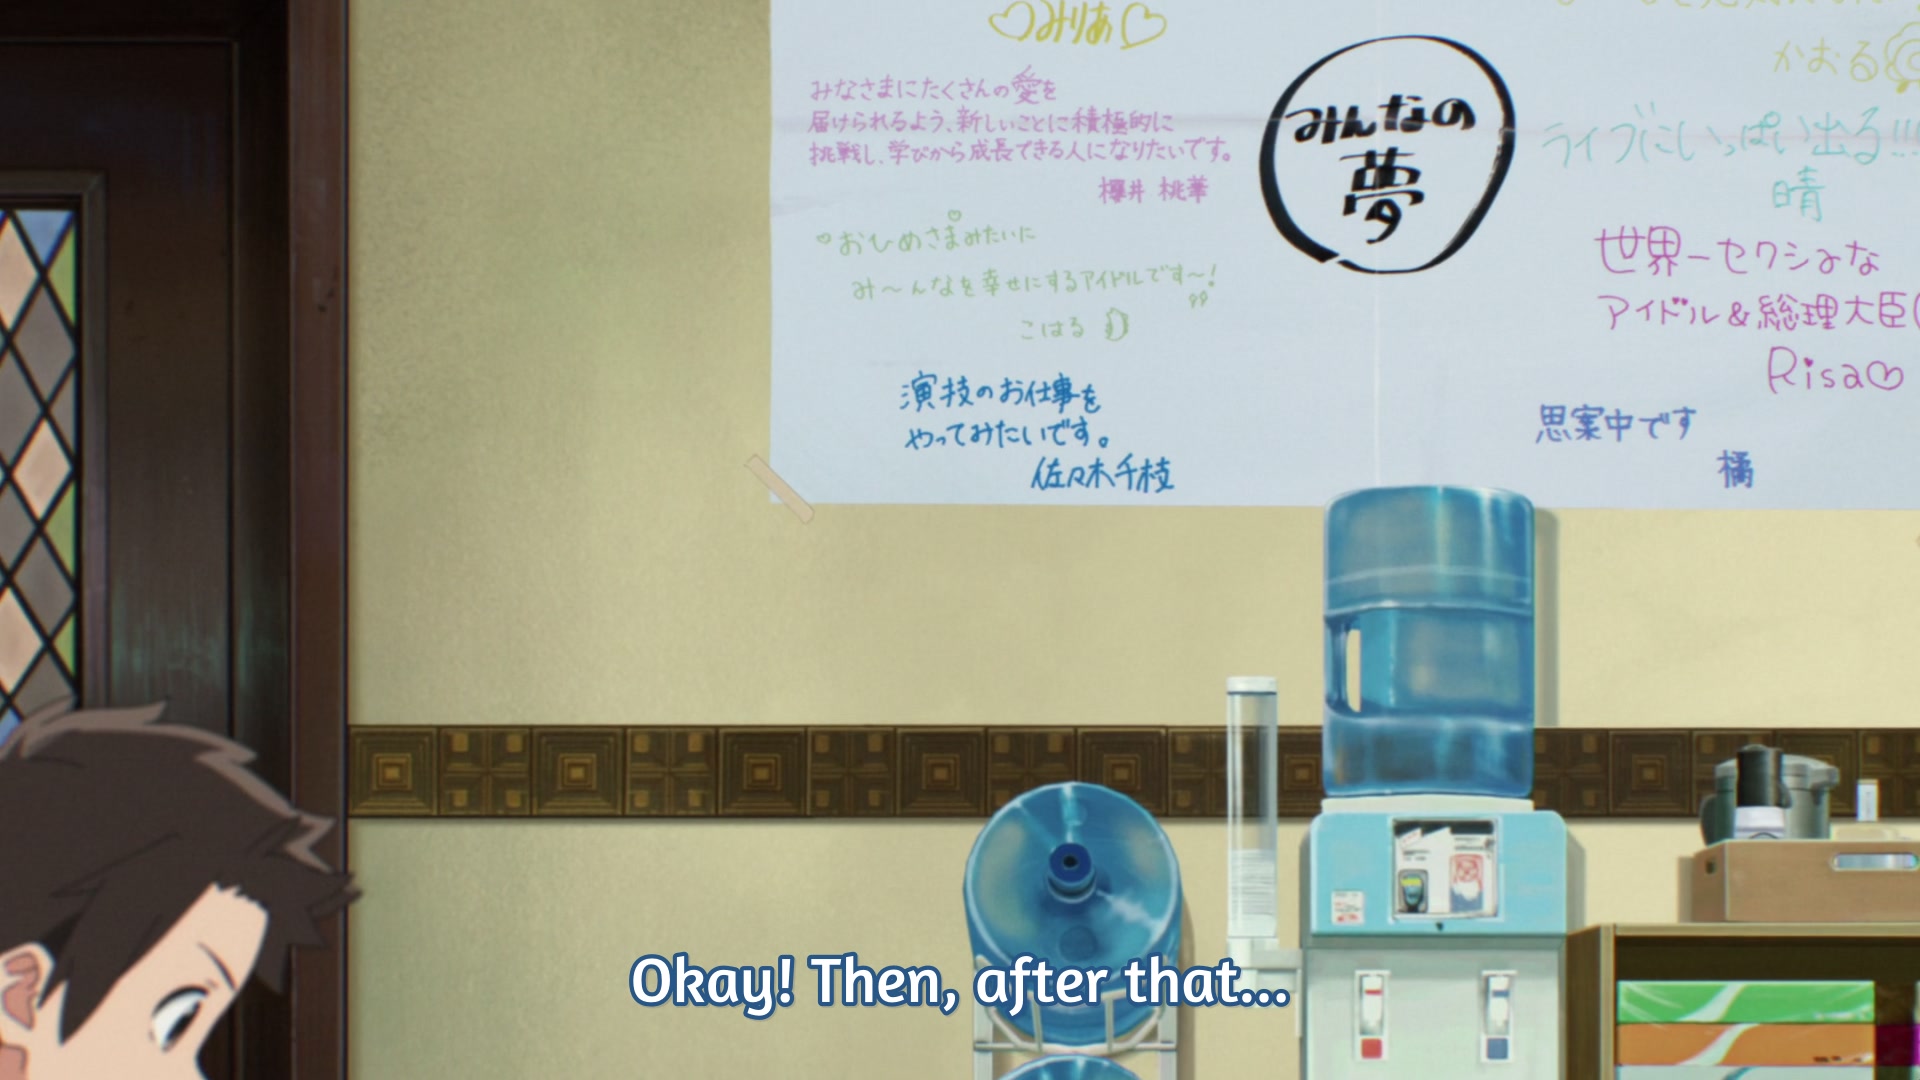 みりあ
みなさまにたくさんの愛を
届けられるよう、新しいことに積極的に
挑戦し、学びから成長できる人になりたいです。
櫻井 桃華
おひめさまみたいに
み〜んなを幸せにするアイドルです〜!
こはる
演技のお仕事を
やってみたいです。
佐々木千枝
みんなの
夢
かおる
ライブにいっぱい出る!!!
晴
世界一セクシーな
アイドル&総理大臣
Risa♡
思案中です
橘
Okay! Then, after that...